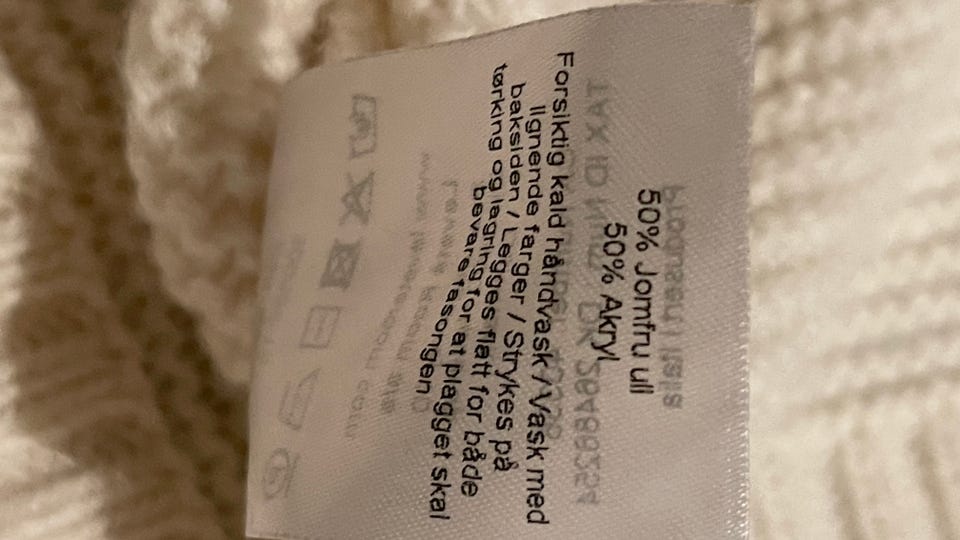 50% Jomfru ull
50% Akryl
Forsiktig kald håndvask / Vask med
lignende farger / Strykes på
baksiden / Legges flatt for både
tørking og lagring for at plagget skal
bevare fasongen